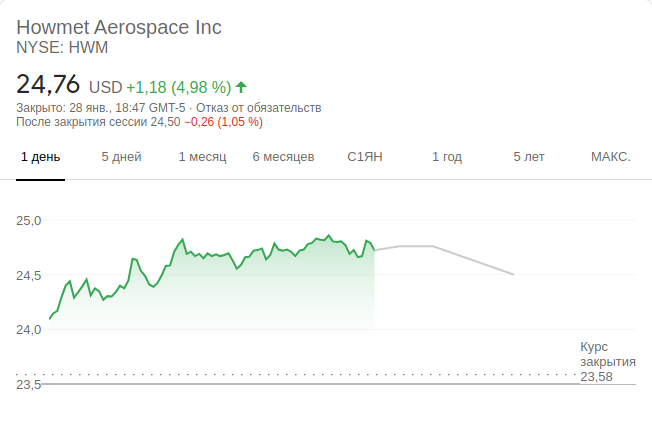 Howmet Aerospace Inc
NYSE: HWM
24,76 USD +1,18 (4,98 %)
Закрыто: 28 янв., 18:47 GMT-5 · Отказ от обязательств
После закрытия сессии 24,50 −0,26 (1,05 %)
1 день 5 дней 1 месяц 6 месяцев С1ЯН 1 год 5 лет МАКС.
25,0
24,5
24,0
Курс
закрытия
23,58
23,5